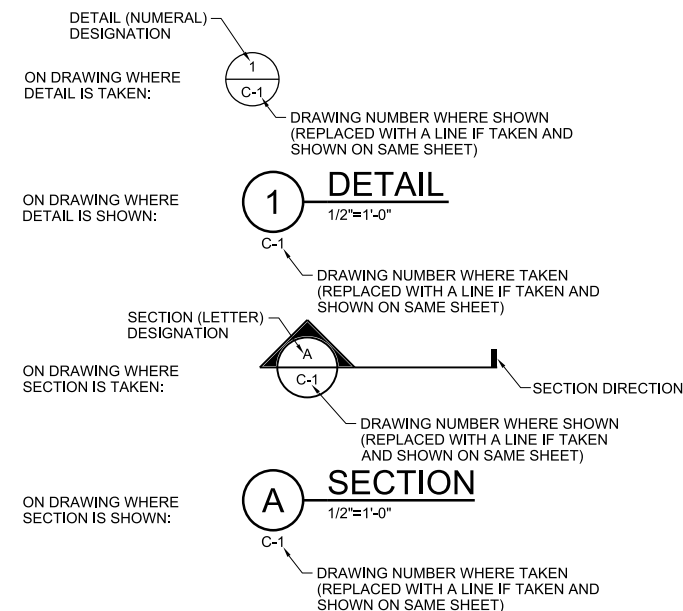 DETAIL (NUMERAL)
DESIGNATION
1
C-1
ON DRAWING WHERE
DETAIL IS TAKEN:
DRAWING NUMBER WHERE SHOWN
(REPLACED WITH A LINE IF TAKEN AND
SHOWN ON SAME SHEET)
ON DRAWING WHERE
DETAIL IS SHOWN:
1
DETAIL
1/2"=1'-0"
C-1
DRAWING NUMBER WHERE TAKEN
(REPLACED WITH A LINE IF TAKEN AND
SHOWN ON SAME SHEET)
SECTION (LETTER)
DESIGNATION
A
C-1
ON DRAWING WHERE
SECTION IS TAKEN:
SECTION DIRECTION
DRAWING NUMBER WHERE SHOWN
(REPLACED WITH A LINE IF TAKEN
AND SHOWN ON SAME SHEET)
ON DRAWING WHERE
SECTION IS SHOWN:
A
SECTION
1/2"=1'-0"
C-1
DRAWING NUMBER WHERE TAKEN
(REPLACED WITH A LINE IF TAKEN AND
SHOWN ON SAME SHEET)